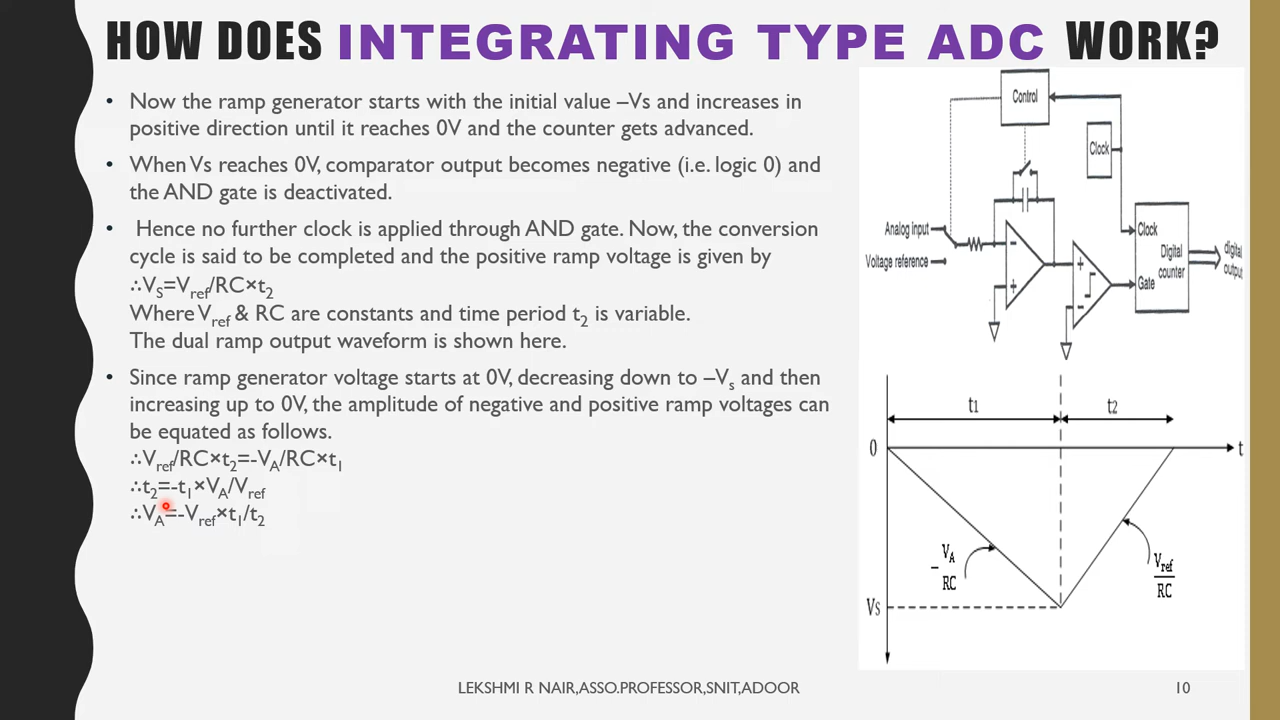 HOW DOES INTEGRATING TYPE ADC WORK?
• Now the ramp generator starts with the initial value –Vs and increases in
positive direction until it reaches 0V and the counter gets advanced.
• When Vs reaches 0V, comparator output becomes negative (i.e. logic 0) and
the AND gate is deactivated.
• Hence no further clock is applied through AND gate. Now, the conversion
cycle is said to be completed and the positive ramp voltage is given by
∴VS=Vref/RC×t2
Where Vref & RC are constants and time period t2 is variable.
The dual ramp output waveform is shown here.
• Since ramp generator voltage starts at 0V, decreasing down to –Vs and then
increasing up to 0V, the amplitude of negative and positive ramp voltages can
be equated as follows.
∴Vref/RC×t2=-VA/RC×t1
∴t2=-t1×VA/Vref
∴VA=-Vref×t1/t2
Control
Clock
Analog input
Voltage reference
Clock
Digital
counter
Gate
digital
output
t1
t2
0
t
-VA/RC
Vref/RC
Vs
LEKSHMI R NAIR,ASSO.PROFESSOR,SNIT,ADOOR
10